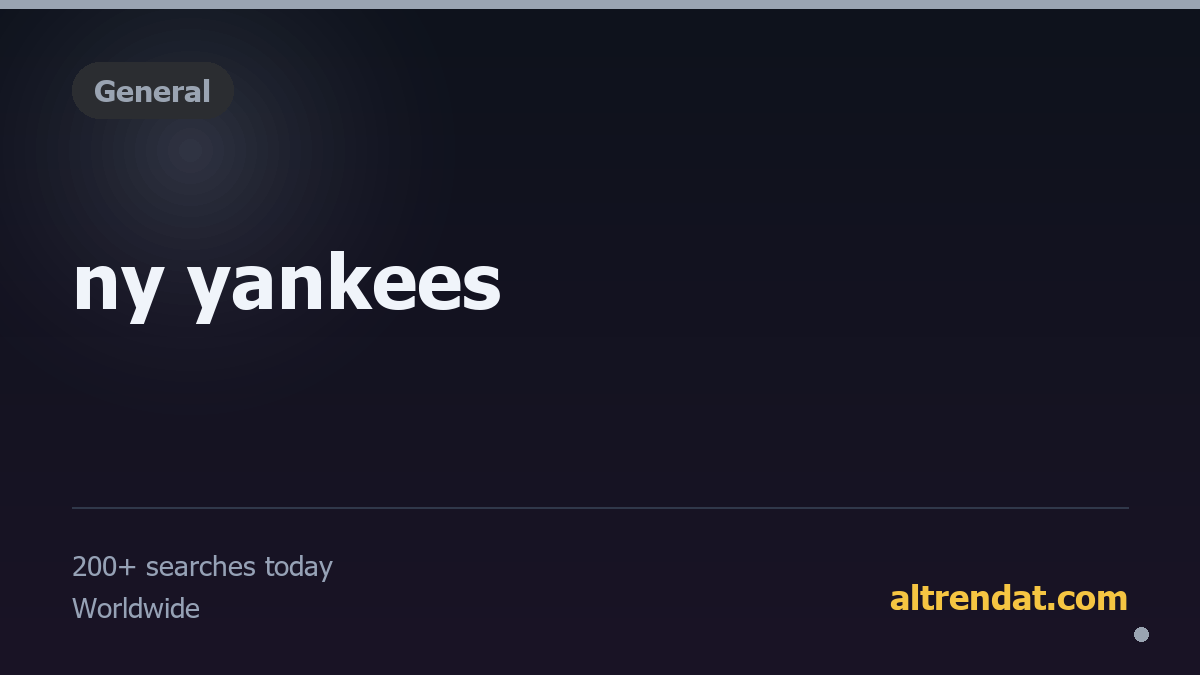 General
ny yankees
200+ searches today
Worldwide
altrendat.com